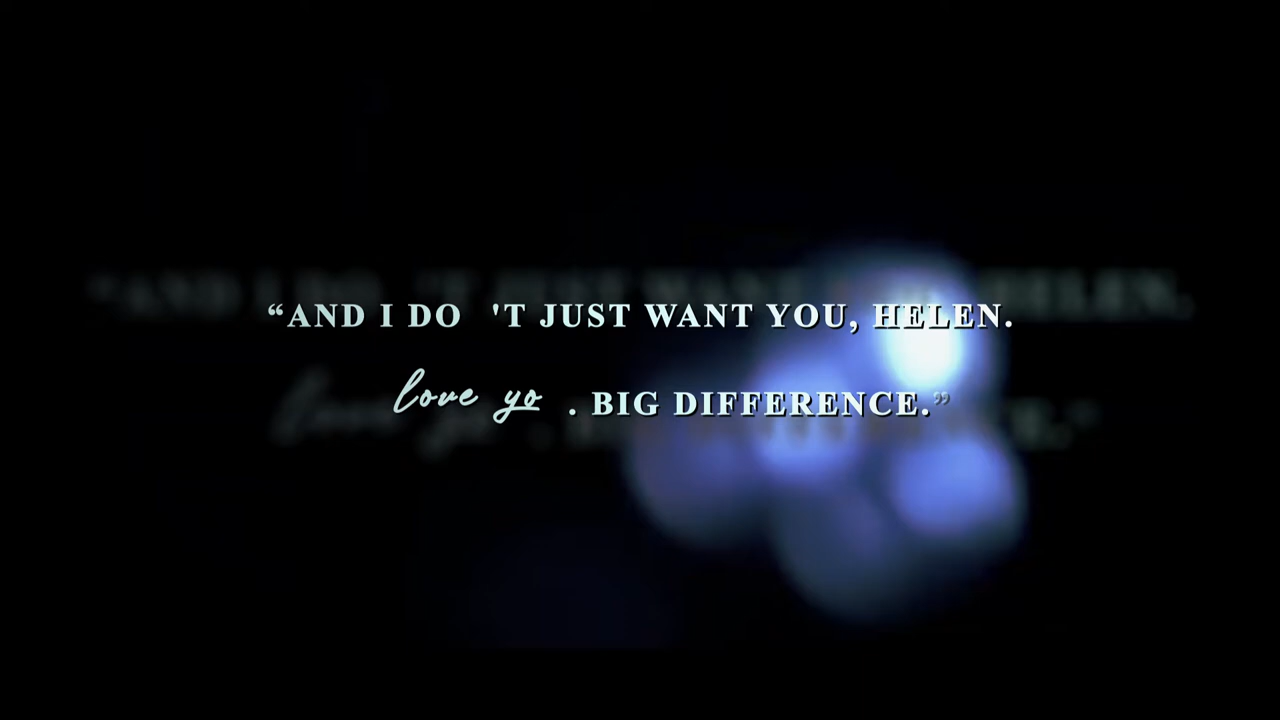 “AND I DO 'T JUST WANT YOU, HELEN.
love yo . BIG DIFFERENCE.”